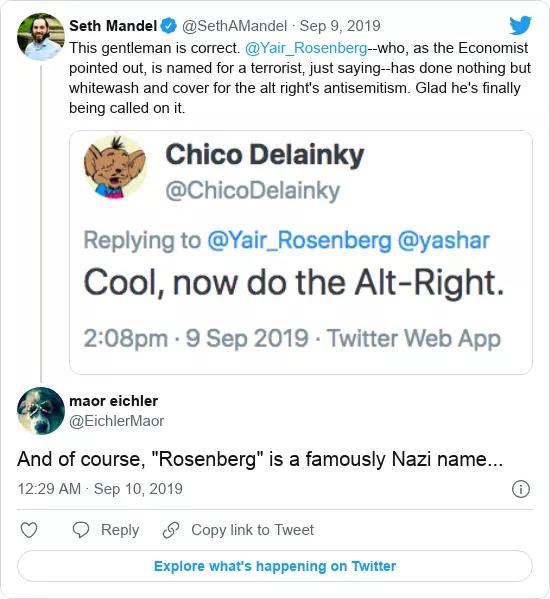 Seth Mandel @SethAMandel · Sep 9, 2019
This gentleman is correct. @Yair_Rosenberg--who, as the Economist
pointed out, is named for a terrorist, just saying--has done nothing but
whitewash and cover for the alt right's antisemitism. Glad he's finally
being called on it.
Chico Delainky
@ChicoDelainky
Replying to @Yair_Rosenberg @yashar
Cool, now do the Alt-Right.
2:08pm · 9 Sep 2019 · Twitter Web App
maor eichler
@EichlerMaor
And of course, "Rosenberg" is a famously Nazi name...
12:29 AM · Sep 10, 2019
Reply
Copy link to Tweet
Explore what's happening on Twitter